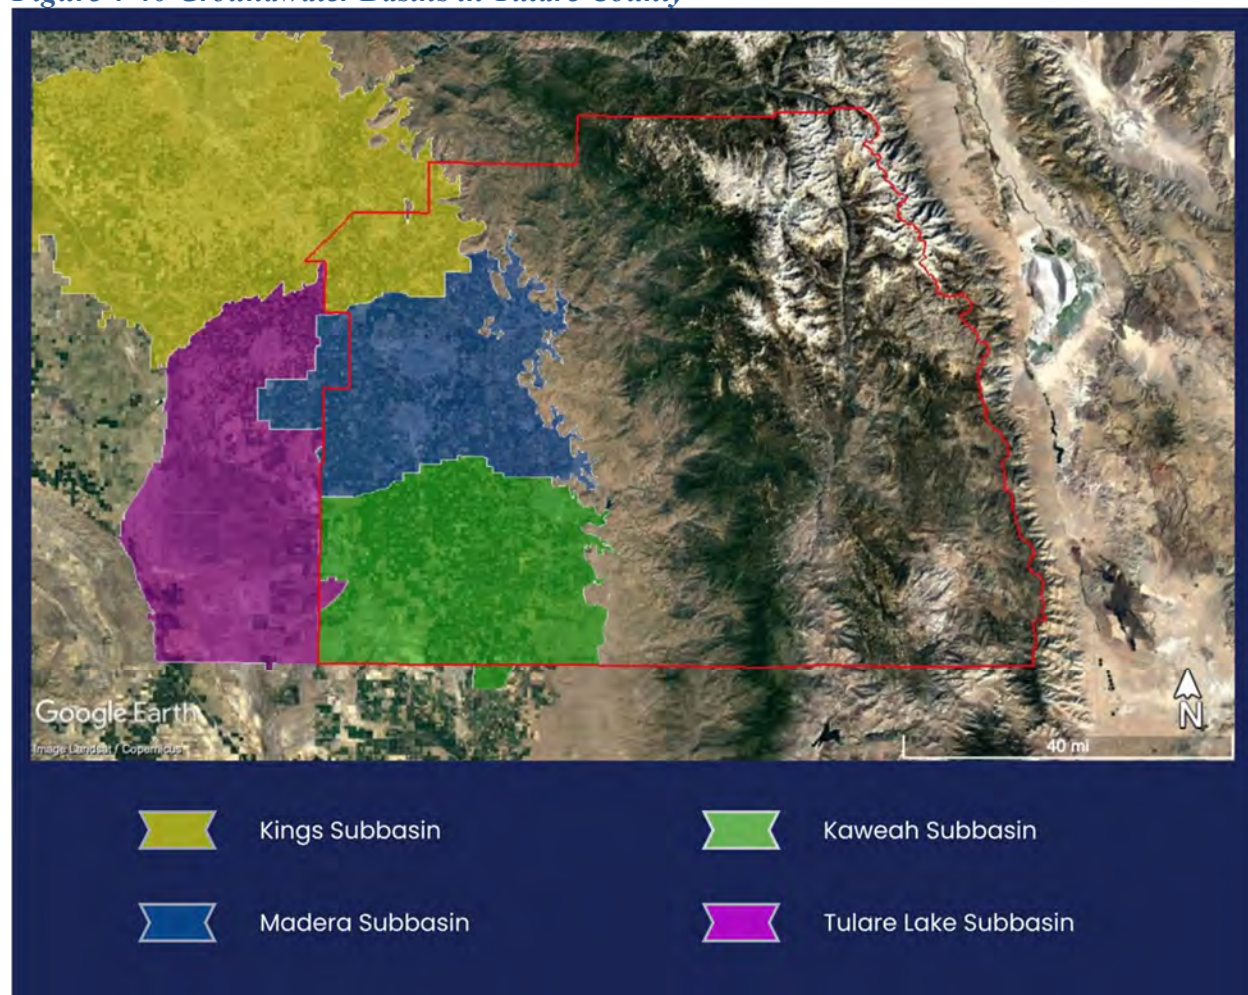 Google Earth
Image Landsat / Copernicus
N
40 mi
Kings Subbasin
Kaweah Subbasin
Madera Subbasin
Tulare Lake Subbasin